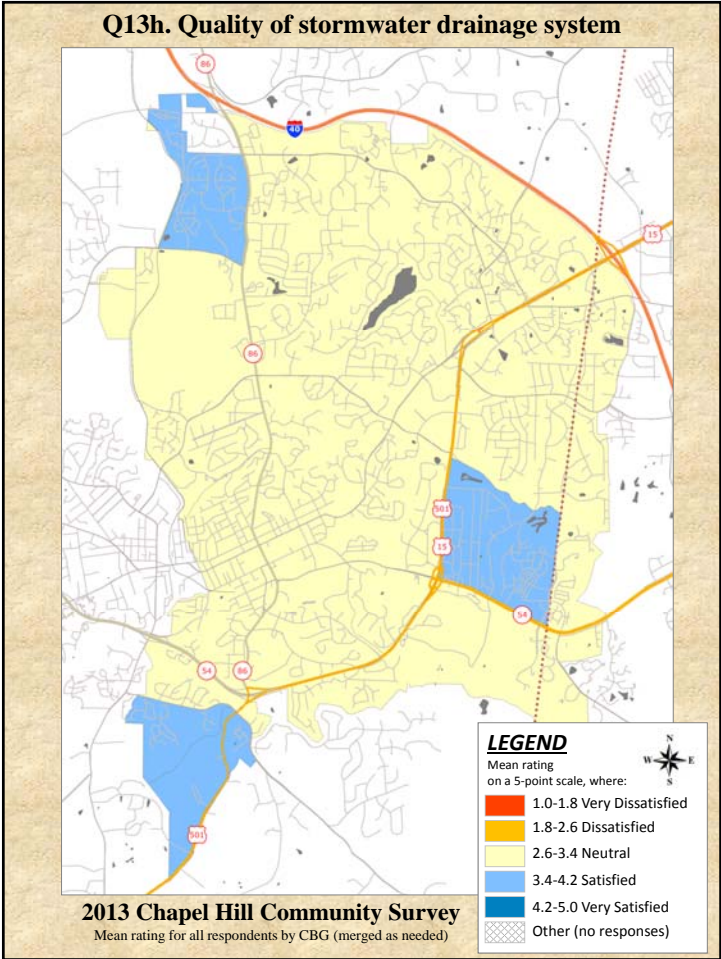 Q13h. Quality of stormwater drainage system
86
40
15
86
501
15
54
54
86
501
LEGEND
N
W E
S
Mean rating
on a 5-point scale, where:
1.0-1.8 Very Dissatisfied
1.8-2.6 Dissatisfied
2.6-3.4 Neutral
3.4-4.2 Satisfied
4.2-5.0 Very Satisfied
Other (no responses)
2013 Chapel Hill Community Survey
Mean rating for all respondents by CBG (merged as needed)